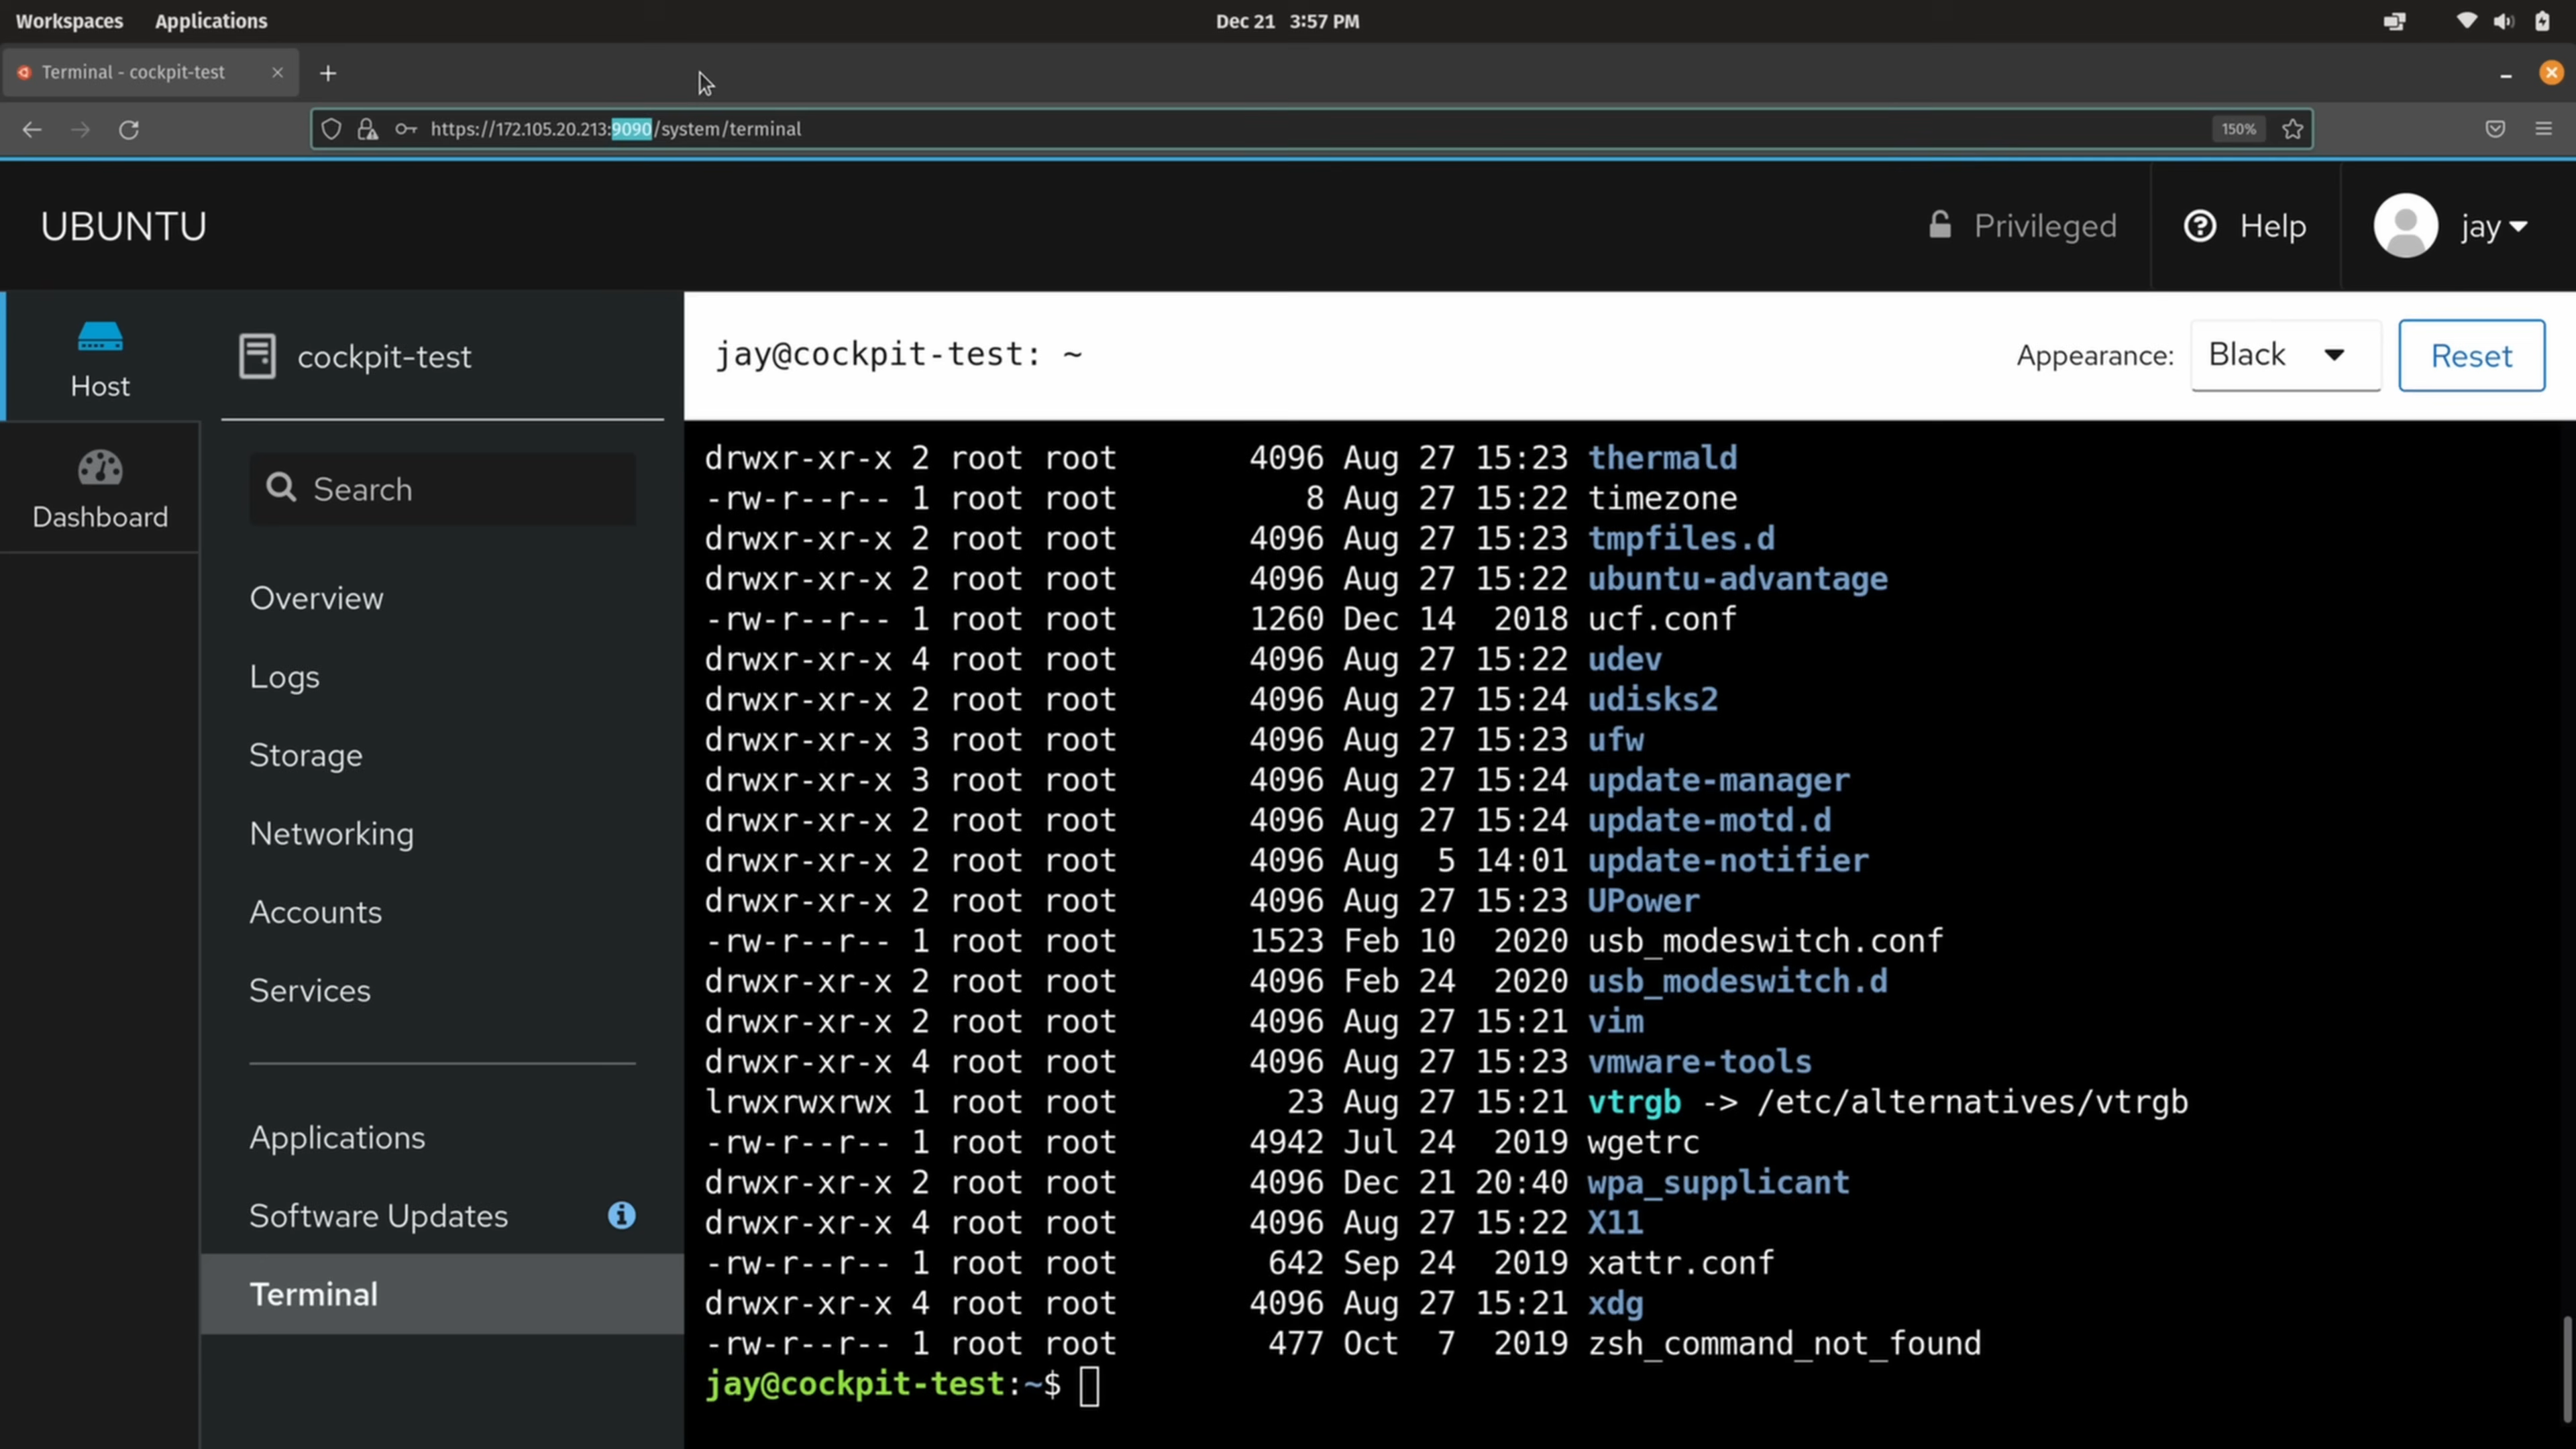 Workspaces Applications Dec 21 3:57 PM
Terminal - cockpit-test
https://172.105.20.213:9090/system/terminal 150%
UBUNTU Privileged Help jay
Host
Dashboard
cockpit-test
Search
Overview
Logs
Storage
Networking
Accounts
Services
Applications
Software Updates
Terminal
jay@cockpit-test: ~ Appearance: Black Reset
drwxr-xr-x 2 root root 4096 Aug 27 15:23 thermald
-rw-r--r-- 1 root root 8 Aug 27 15:22 timezone
drwxr-xr-x 2 root root 4096 Aug 27 15:23 tmpfiles.d
drwxr-xr-x 2 root root 4096 Aug 27 15:22 ubuntu-advantage
-rw-r--r-- 1 root root 1260 Dec 14 2018 ucf.conf
drwxr-xr-x 4 root root 4096 Aug 27 15:22 udev
drwxr-xr-x 2 root root 4096 Aug 27 15:24 udisks2
drwxr-xr-x 3 root root 4096 Aug 27 15:23 ufw
drwxr-xr-x 3 root root 4096 Aug 27 15:24 update-manager
drwxr-xr-x 2 root root 4096 Aug 27 15:24 update-motd.d
drwxr-xr-x 2 root root 4096 Aug 5 14:01 update-notifier
drwxr-xr-x 2 root root 4096 Aug 27 15:23 UPower
-rw-r--r-- 1 root root 1523 Feb 10 2020 usb_modeswitch.conf
drwxr-xr-x 2 root root 4096 Feb 24 2020 usb_modeswitch.d
drwxr-xr-x 2 root root 4096 Aug 27 15:21 vim
drwxr-xr-x 4 root root 4096 Aug 27 15:23 vmware-tools
lrwxrwxrwx 1 root root 23 Aug 27 15:21 vtrgb -> /etc/alternatives/vtrgb
-rw-r--r-- 1 root root 4942 Jul 24 2019 wgetrc
drwxr-xr-x 2 root root 4096 Dec 21 20:40 wpa_supplicant
drwxr-xr-x 4 root root 4096 Aug 27 15:22 X11
-rw-r--r-- 1 root root 642 Sep 24 2019 xattr.conf
drwxr-xr-x 4 root root 4096 Aug 27 15:21 xdg
-rw-r--r-- 1 root root 477 Oct 7 2019 zsh_command_not_found
jay@cockpit-test:~$